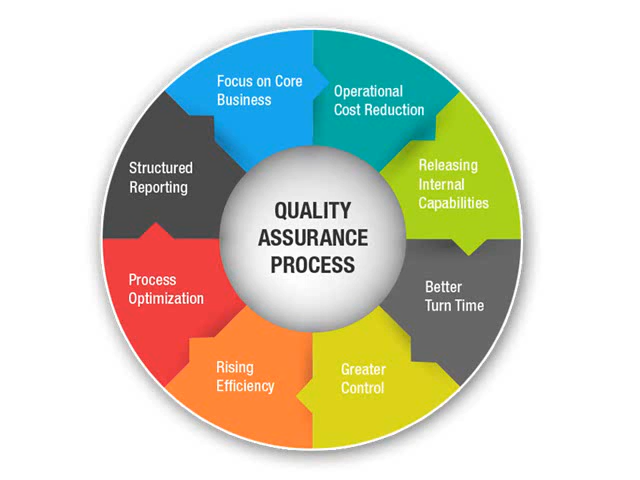 QUALITY
ASSURANCE
PROCESS
Focus on Core
Business
Operational
Cost Reduction
Releasing
Internal
Capabilities
Better
Turn Time
Greater
Control
Rising
Efficiency
Process
Optimization
Structured
Reporting